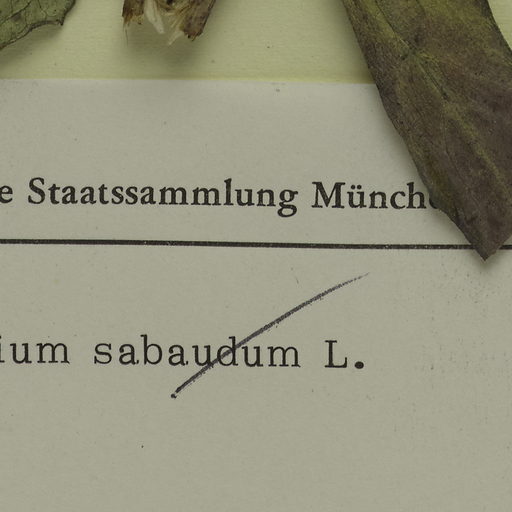 e Staatssammlung Münche
ium sabaudum L.